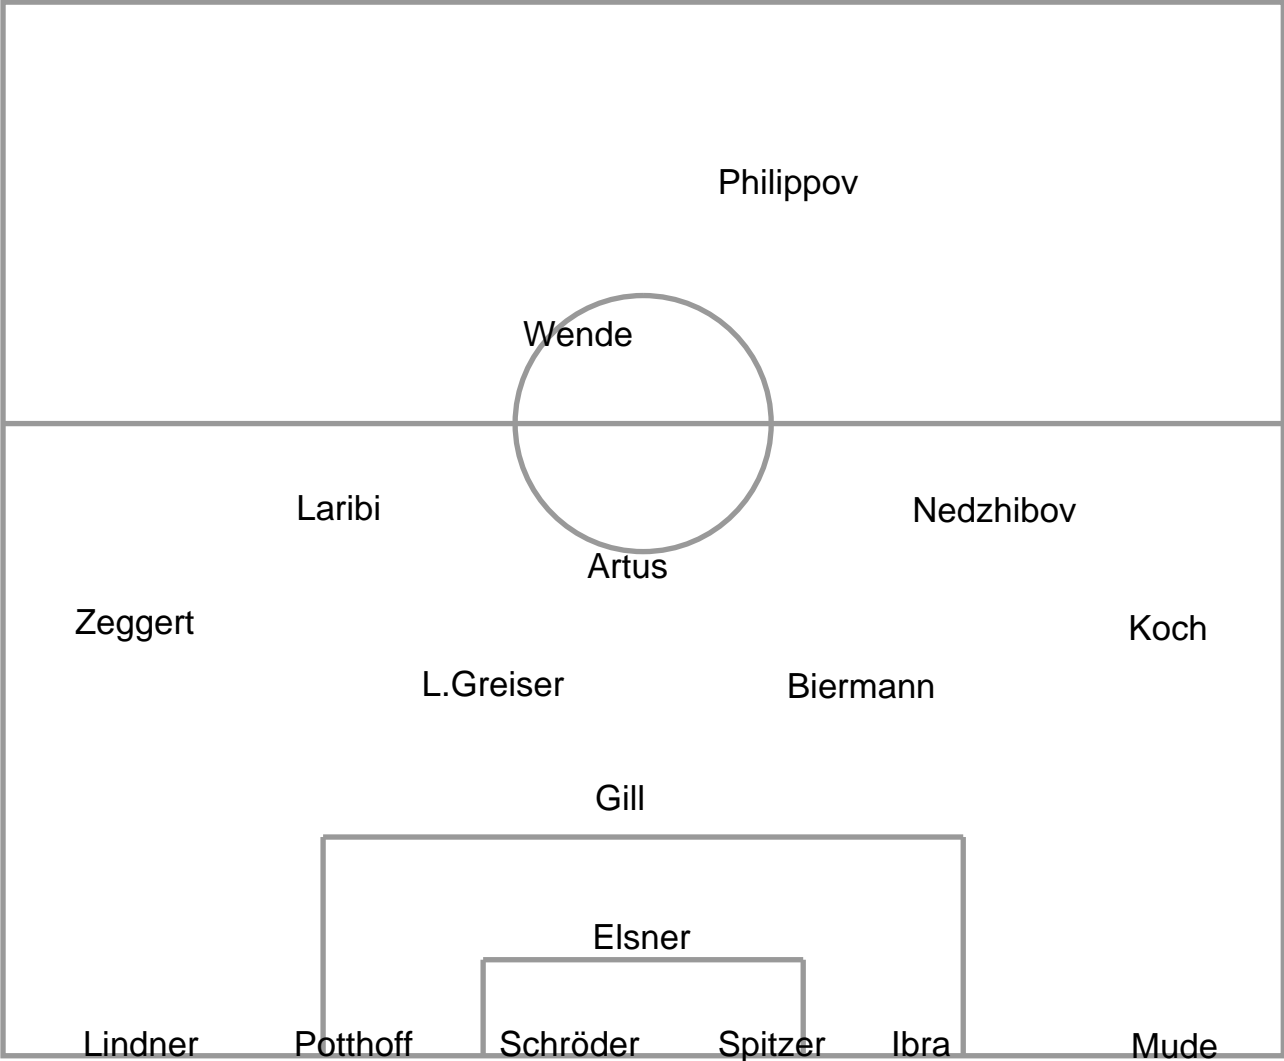 Philippov
Wende
Laribi
Nedzhibov
Artus
Zeggert
Koch
L.Greiser
Biermann
Gill
Elsner
Lindner
Potthoff
Schröder
Spitzer
Ibra
Mude